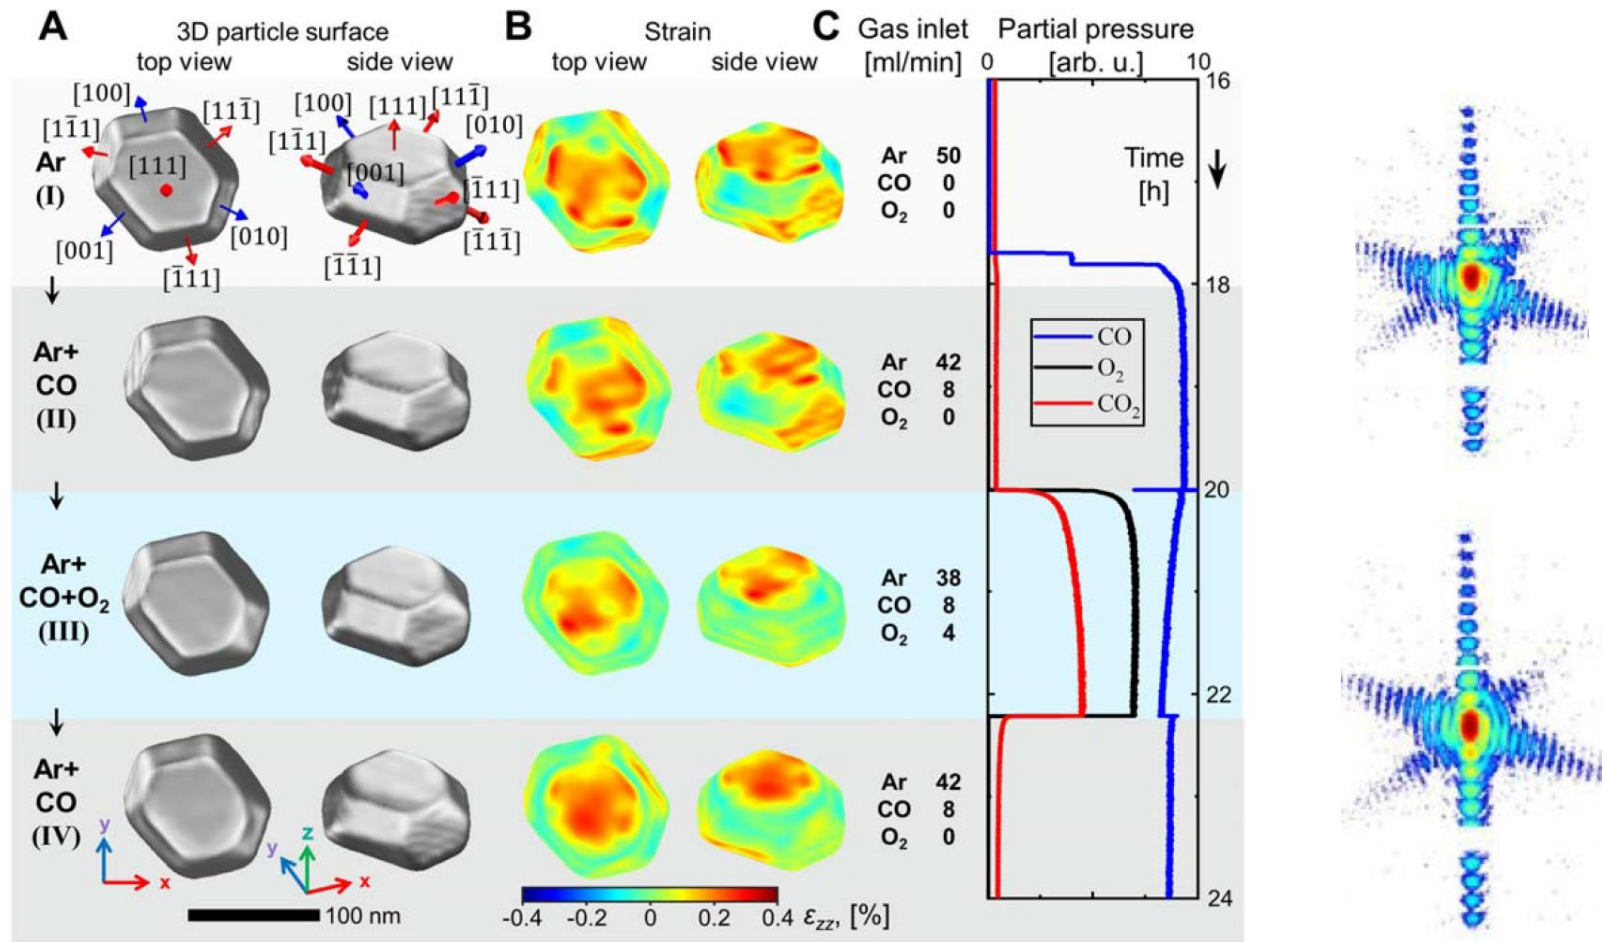 A 3D particle surface B Strain C Gas inlet Partial pressure
top view side view top view side view [ml/min] 0 [arb. u.] 10
16
[100] [111̄] [11̄1] [111] [001] [010] [1̄11]
[100] [111] [111̄] [010] [11̄1] [001] [1̄11] [1̄11̄] [1̄1̄1]
Ar
(I)
Ar 50
CO 0
O₂ 0
Time
[h]
18
Ar+
CO
(II)
Ar 42
CO 8
O₂ 0
CO
O₂
CO₂
20
Ar+
CO+O₂
(III)
Ar 38
CO 8
O₂ 4
22
Ar+
CO
(IV)
Ar 42
CO 8
O₂ 0
y x
y z x
100 nm
-0.4 -0.2 0 0.2 0.4 εzz, [%]
24